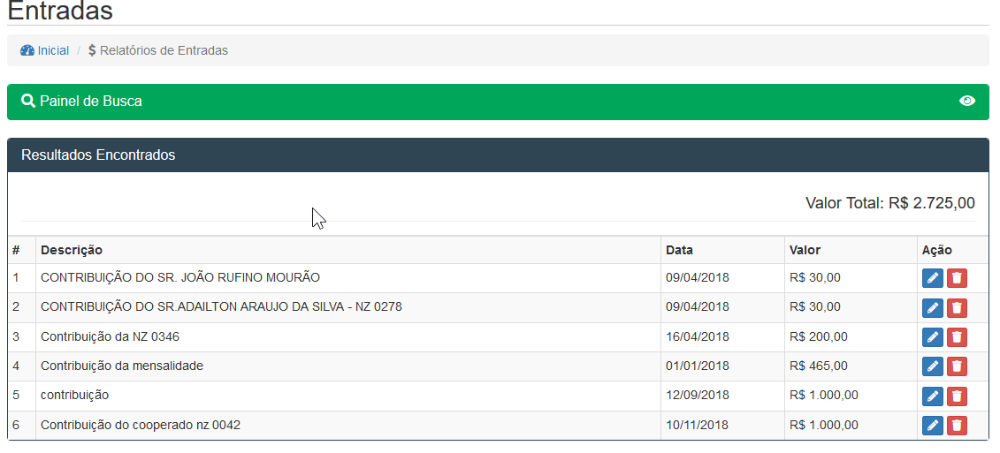 Entradas
Inicial / $ Relatórios de Entradas
Painel de Busca
Resultados Encontrados
Valor Total: R$ 2.725,00
# Descrição Data Valor Ação
1 CONTRIBUIÇÃO DO SR. JOÃO RUFINO MOURÃO 09/04/2018 R$ 30,00
2 CONTRIBUIÇÃO DO SR.ADAILTON ARAUJO DA SILVA - NZ 0278 09/04/2018 R$ 30,00
3 Contribuição da NZ 0346 16/04/2018 R$ 200,00
4 Contribuição da mensalidade 01/01/2018 R$ 465,00
5 contribuição 12/09/2018 R$ 1.000,00
6 Contribuição do cooperado nz 0042 10/11/2018 R$ 1.000,00